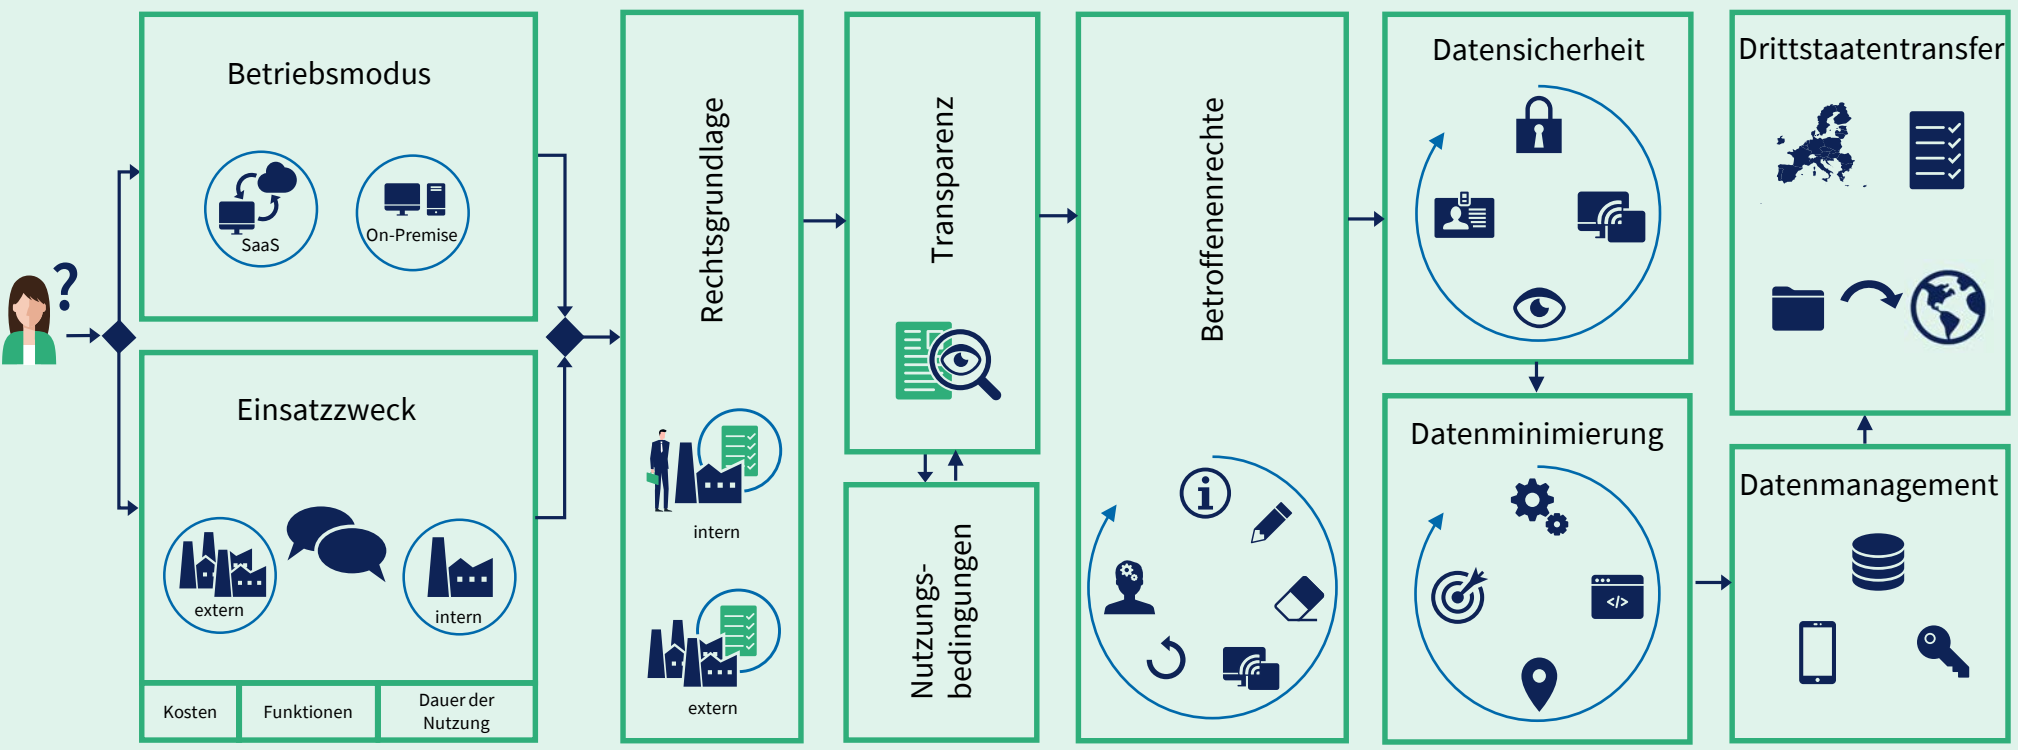 Betriebsmodus
SaaS
On-Premise
?
Einsatzzweck
extern
intern
Kosten
Funktionen
Dauer der
Nutzung
Rechtsgrundlage
intern
extern
Transparenz
Nutzungs-
bedingungen
Betroffenenrechte
i
Datensicherheit
Datenminimierung
</>
Drittstaatentransfer
Datenmanagement